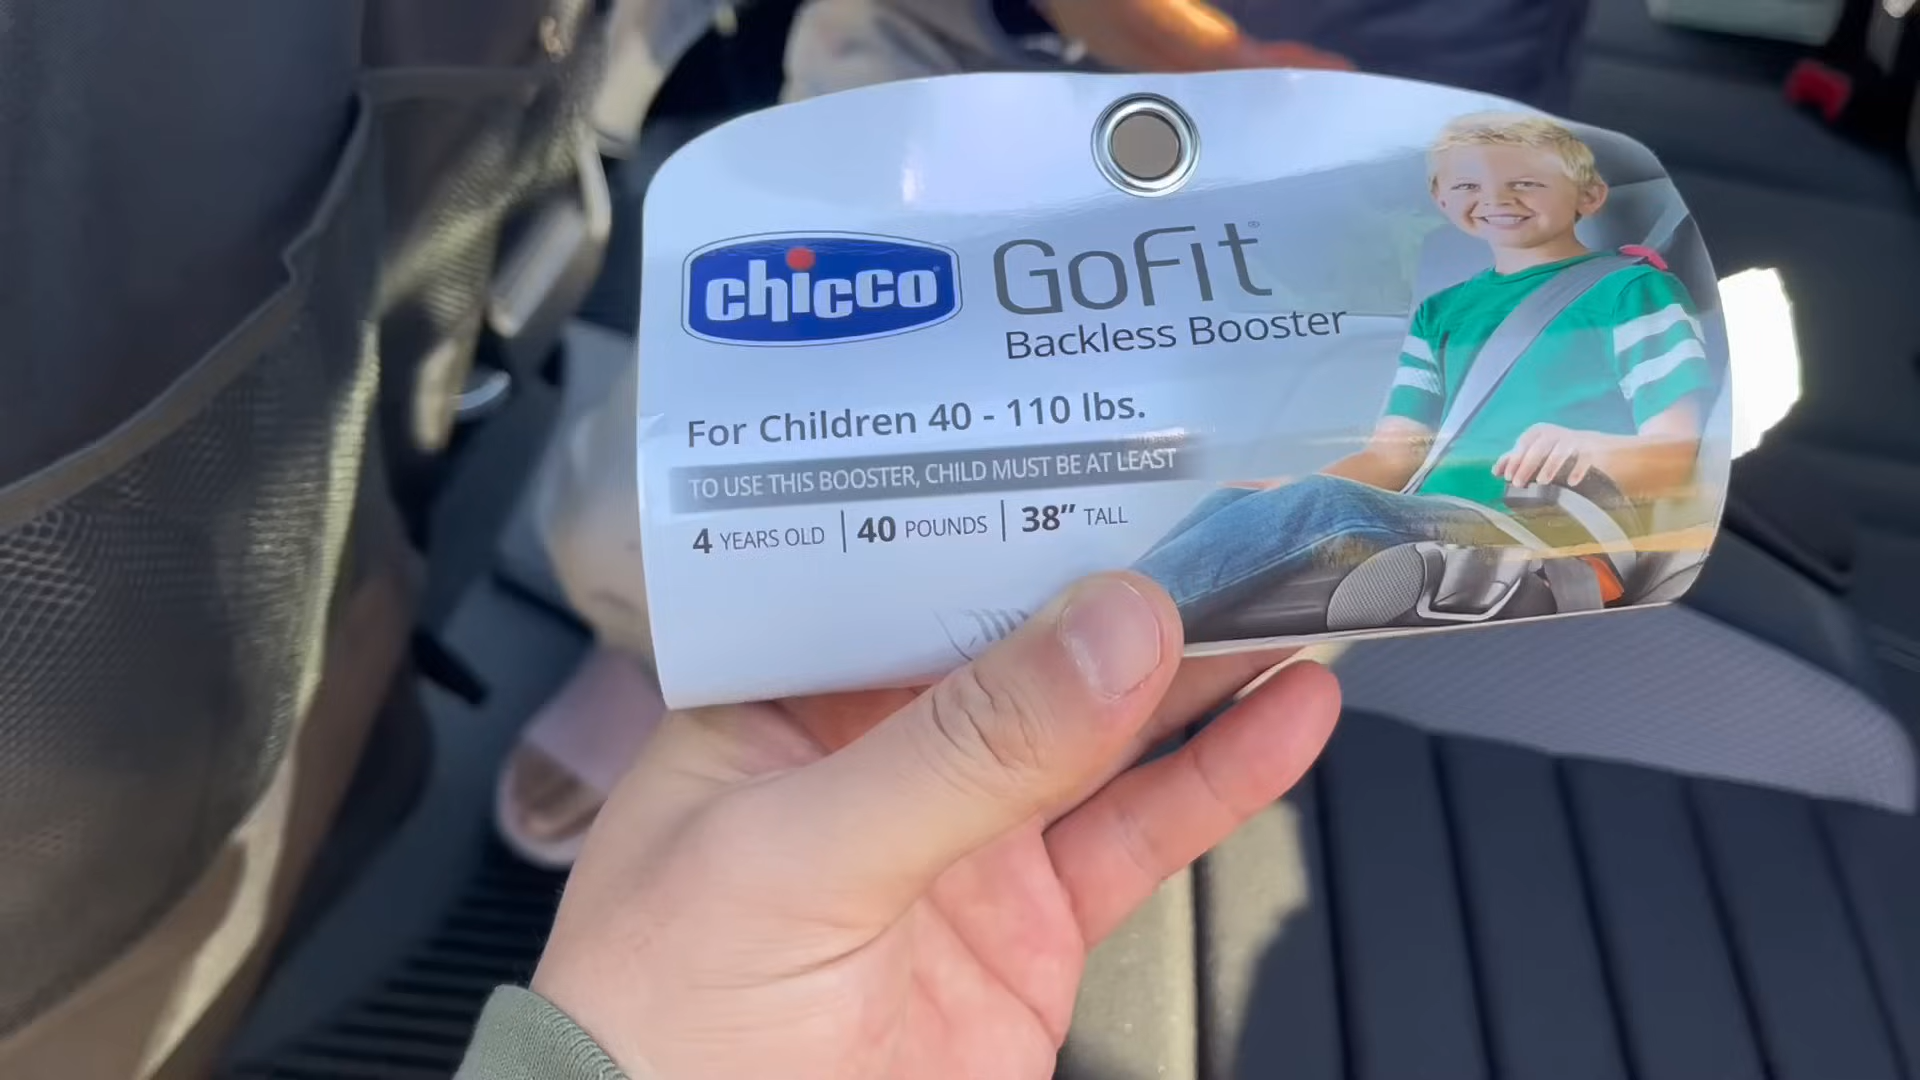 chicco GoFit®
Backless Booster
For Children 40 - 110 lbs.
TO USE THIS BOOSTER, CHILD MUST BE AT LEAST
4 YEARS OLD | 40 POUNDS | 38" TALL